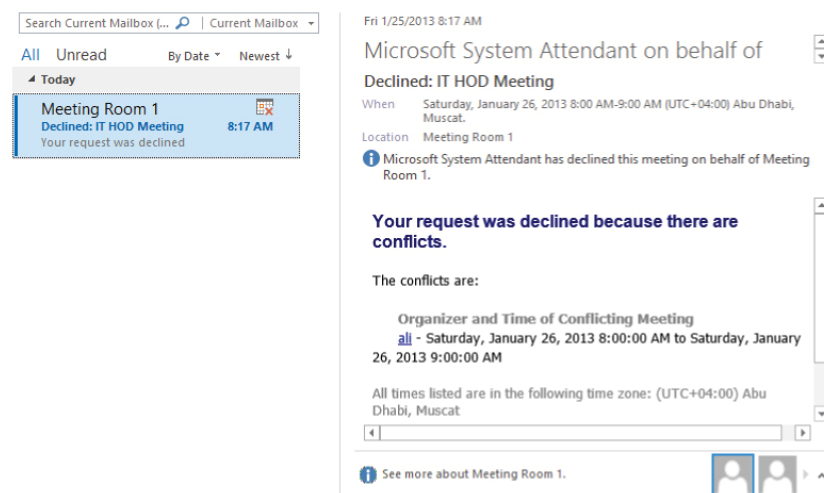 Search Current Mailbox (...
Current Mailbox
All Unread By Date Newest ↓
Today
Meeting Room 1
Declined: IT HOD Meeting 8:17 AM
Your request was declined
Fri 1/25/2013 8:17 AM
Microsoft System Attendant on behalf of
Declined: IT HOD Meeting
When Saturday, January 26, 2013 8:00 AM-9:00 AM (UTC+04:00) Abu Dhabi,
Muscat.
Location Meeting Room 1
Microsoft System Attendant has declined this meeting on behalf of Meeting
Room 1.
Your request was declined because there are
conflicts.
The conflicts are:
Organizer and Time of Conflicting Meeting
ali - Saturday, January 26, 2013 8:00:00 AM to Saturday, January
26, 2013 9:00:00 AM
All times listed are in the following time zone: (UTC+04:00) Abu
Dhabi, Muscat
See more about Meeting Room 1.